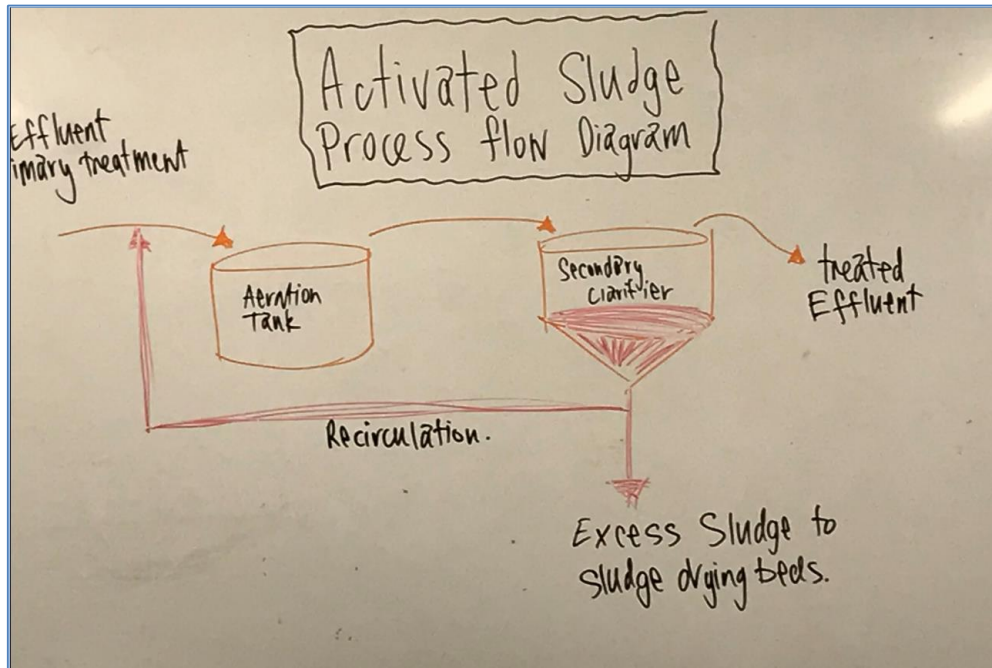 Activated Sludge
Process flow Diagram
Effluent
imary treatment
Aeration
Tank
Secondary
Clarifier
treated
Effluent
Recirculation.
Excess Sludge to
Sludge drying beds.